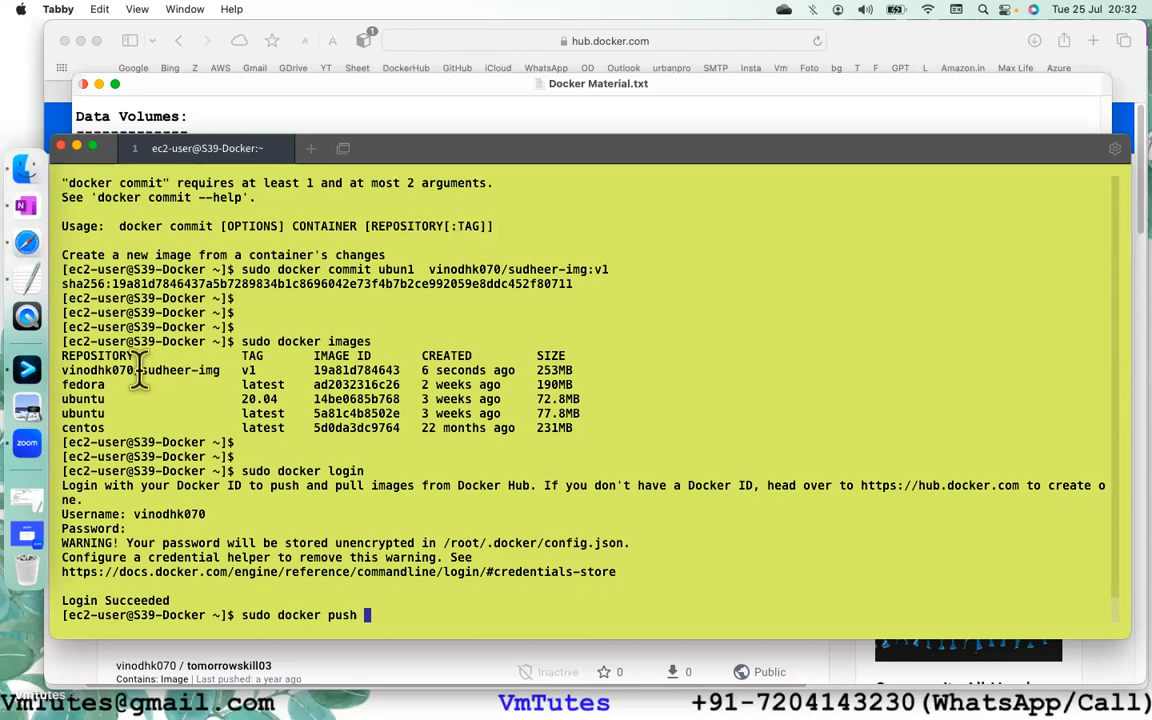 Tabby Edit View Window Help Tue 25 Jul 20:32
1
hub.docker.com
Google Bing Z AWS Gmail GDrive YT Sheet DockerHub GitHub iCloud WhatsApp OD Outlook urbanpro SMTP Insta Vm Foto bg T F GPT L Amazon.in Max Life Azure
Docker Material.txt
Data Volumes:
-------------
1 ec2-user@S39-Docker:~
"docker commit" requires at least 1 and at most 2 arguments.
See 'docker commit --help'.
Usage:  docker commit [OPTIONS] CONTAINER [REPOSITORY[:TAG]]
Create a new image from a container's changes
[ec2-user@S39-Docker ~]$ sudo docker commit ubun1  vinodhk070/sudheer-img:v1
sha256:19a81d7846437a5b7289834b1c8696042e73f4b7b2ce992059e8ddc452f80711
[ec2-user@S39-Docker ~]$
[ec2-user@S39-Docker ~]$
[ec2-user@S39-Docker ~]$
[ec2-user@S39-Docker ~]$ sudo docker images
REPOSITORY TAG IMAGE ID CREATED SIZE
vinodhk070/sudheer-img v1 19a81d784643 6 seconds ago 253MB
fedora latest ad2032316c26 2 weeks ago 190MB
ubuntu 20.04 14be0685b768 3 weeks ago 72.8MB
ubuntu latest 5a81c4b8502e 3 weeks ago 77.8MB
centos latest 5d0da3dc9764 22 months ago 231MB
[ec2-user@S39-Docker ~]$
[ec2-user@S39-Docker ~]$
[ec2-user@S39-Docker ~]$ sudo docker login
Login with your Docker ID to push and pull images from Docker Hub. If you don't have a Docker ID, head over to https://hub.docker.com to create o
ne.
Username: vinodhk070
Password:
WARNING! Your password will be stored unencrypted in /root/.docker/config.json.
Configure a credential helper to remove this warning. See
https://docs.docker.com/engine/reference/commandline/login/#credentials-store
Login Succeeded
[ec2-user@S39-Docker ~]$ sudo docker push
zoom
vinodhk070 / tomorrowskill03
Contains: Image | Last pushed: a year ago
Inactive 0 0 Public
VmTutes
VmTutes@gmail.com VmTutes +91-7204143230(WhatsApp/Call)